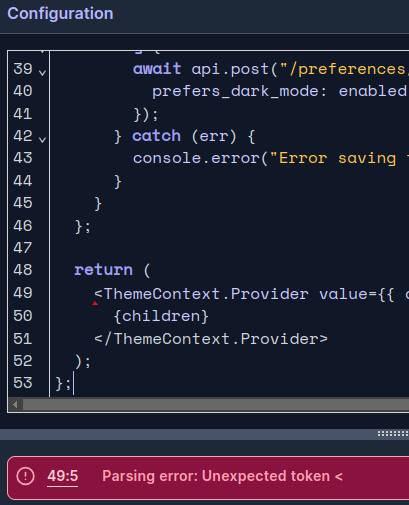 Configuration
39 await api.post("/preferences,
40 prefers_dark_mode: enabled
41 });
42 } catch (err) {
43 console.error("Error saving
44 }
45 }
46 };
47
48 return (
49 <ThemeContext.Provider value={{
50 {children}
51 </ThemeContext.Provider>
52 );
53 };
49:5 Parsing error: Unexpected token <